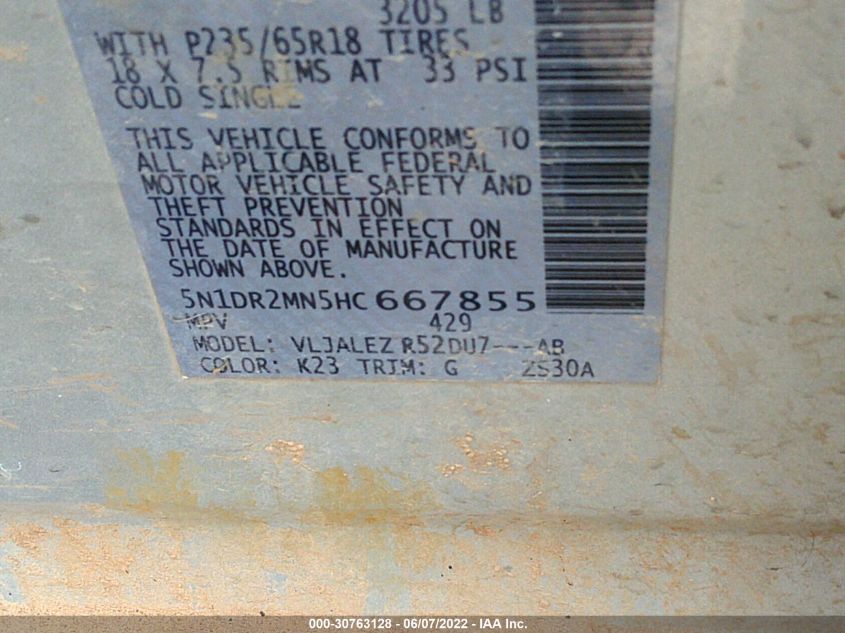 3205 LB
WITH P235/65R18 TIRES
18 X 7.5 RIMS AT 33 PSI
COLD SINGLE
THIS VEHICLE CONFORMS TO
ALL APPLICABLE FEDERAL
MOTOR VEHICLE SAFETY AND
THEFT PREVENTION
STANDARDS IN EFFECT ON
THE DATE OF MANUFACTURE
SHOWN ABOVE.
5N1DR2MN5HC667855
MPV 429
MODEL: VLJALEZ R52DU7---AB
COLOR: K23 TRIM: G 2S30A
000-30763128 - 06/07/2022 - IAA Inc.